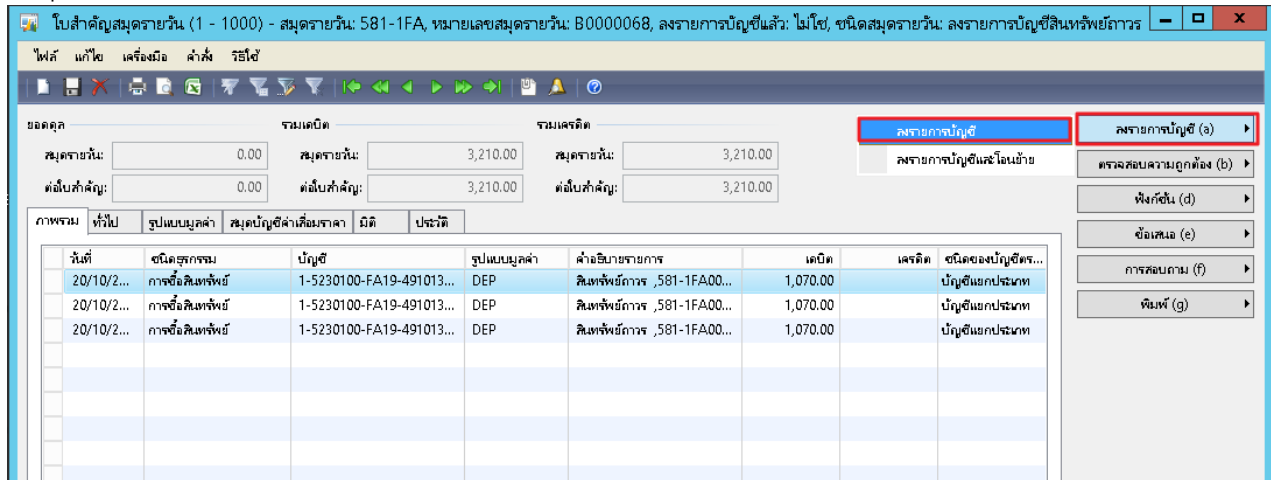 ใบสำคัญสมุดรายวัน (1 - 1000) - สมุดรายวัน: 581-1FA, หมายเลขสมุดรายวัน: B0000068, ลงรายการบัญชีแล้ว: ไม่ใช่, ชนิดสมุดรายวัน: ลงรายการบัญชีสินทรัพย์ถาวร
ไฟล์ แก้ไข เครื่องมือ คำสั่ง วิธีใช้
ยอดดุล รวมเดบิต รวมเครดิต
สมุดรายวัน: 0.00 สมุดรายวัน: 3,210.00 สมุดรายวัน: 3,210.00
ต่อใบสำคัญ: 0.00 ต่อใบสำคัญ: 3,210.00 ต่อใบสำคัญ: 3,210.00
ลงรายการบัญชี
ลงรายการบัญชีและโอนย้าย
ลงรายการบัญชี (a)
ตรวจสอบความถูกต้อง (b)
ฟังก์ชัน (d)
ข้อเสนอ (e)
การสอบถาม (f)
พิมพ์ (g)
ภาพรวม ทั่วไป รูปแบบมูลค่า สมุดบัญชีค่าเสื่อมราคา มิติ ประวัติ
วันที่ ชนิดธุรกรรม บัญชี รูปแบบมูลค่า คำอธิบายรายการ เดบิต เครดิต ชนิดของบัญชีตร...
20/10/2... การซื้อสินทรัพย์ 1-5230100-FA19-491013... DEP สินทรัพย์ถาวร ,581-1FA00... 1,070.00 บัญชีแยกประเภท
20/10/2... การซื้อสินทรัพย์ 1-5230100-FA19-491013... DEP สินทรัพย์ถาวร ,581-1FA00... 1,070.00 บัญชีแยกประเภท
20/10/2... การซื้อสินทรัพย์ 1-5230100-FA19-491013... DEP สินทรัพย์ถาวร ,581-1FA00... 1,070.00 บัญชีแยกประเภท